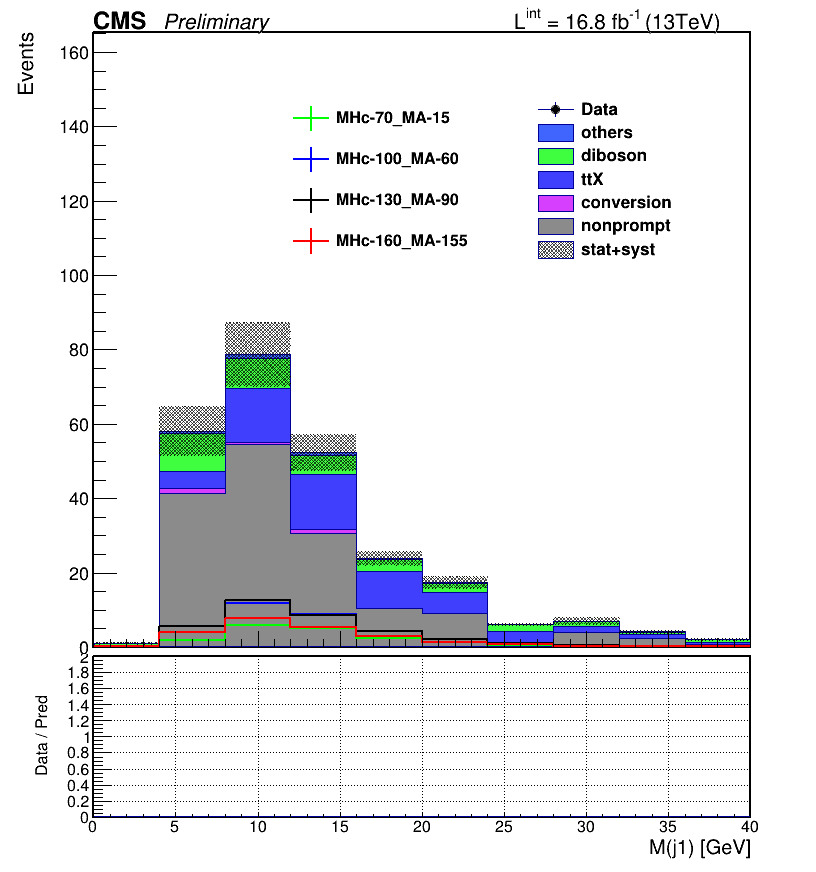 CMS Preliminary L^int = 16.8 fb^-1 (13TeV)
Events
160
140
120
100
80
60
40
20
0
MHc-70_MA-15
MHc-100_MA-60
MHc-130_MA-90
MHc-160_MA-155
Data
others
diboson
ttX
conversion
nonprompt
stat+syst
Data / Pred
2
1.8
1.6
1.4
1.2
1
0.8
0.6
0.4
0.2
0
0 5 10 15 20 25 30 35 40
M(j1) [GeV]